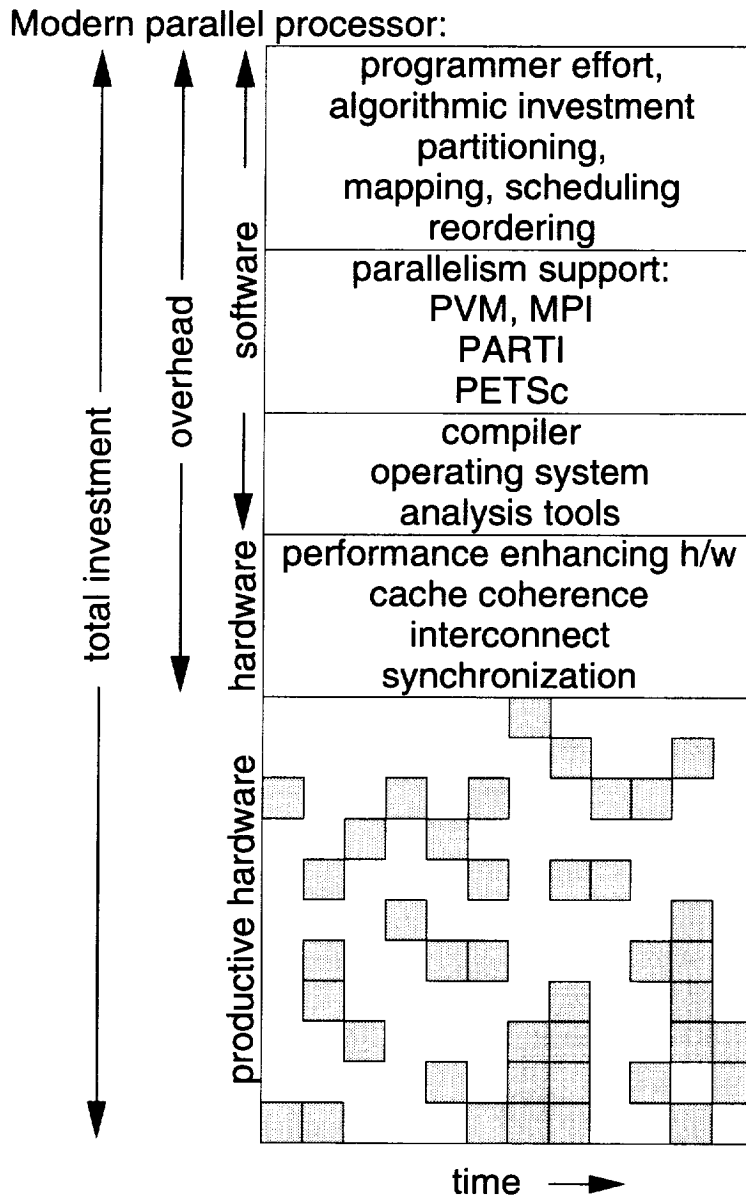 Modern parallel processor:
programmer effort,
algorithmic investment
partitioning,
mapping, scheduling
reordering
parallelism support:
PVM, MPI
PARTI
PETSc
compiler
operating system
analysis tools
performance enhancing h/w
cache coherence
interconnect
synchronization
total investment
overhead
software
hardware
productive hardware
time